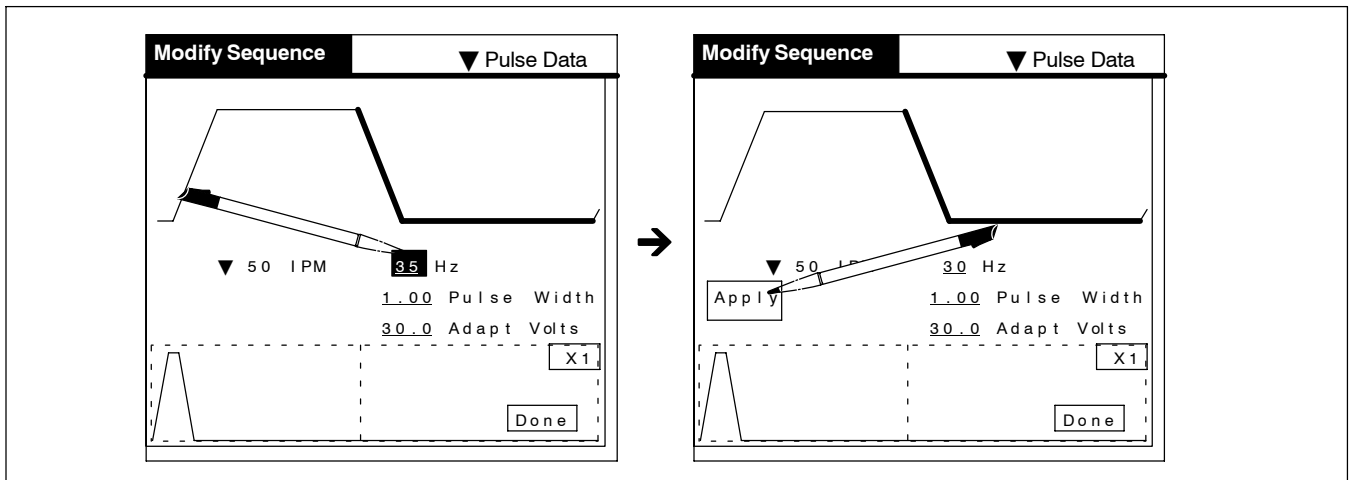 Modify Sequence ▼ Pulse Data
▼ 50 IPM 35 Hz
1.00 Pulse Width
30.0 Adapt Volts
X1
Done
➔
Modify Sequence ▼ Pulse Data
▼ 50 30 Hz
Apply 1.00 Pulse Width
30.0 Adapt Volts
X1
Done